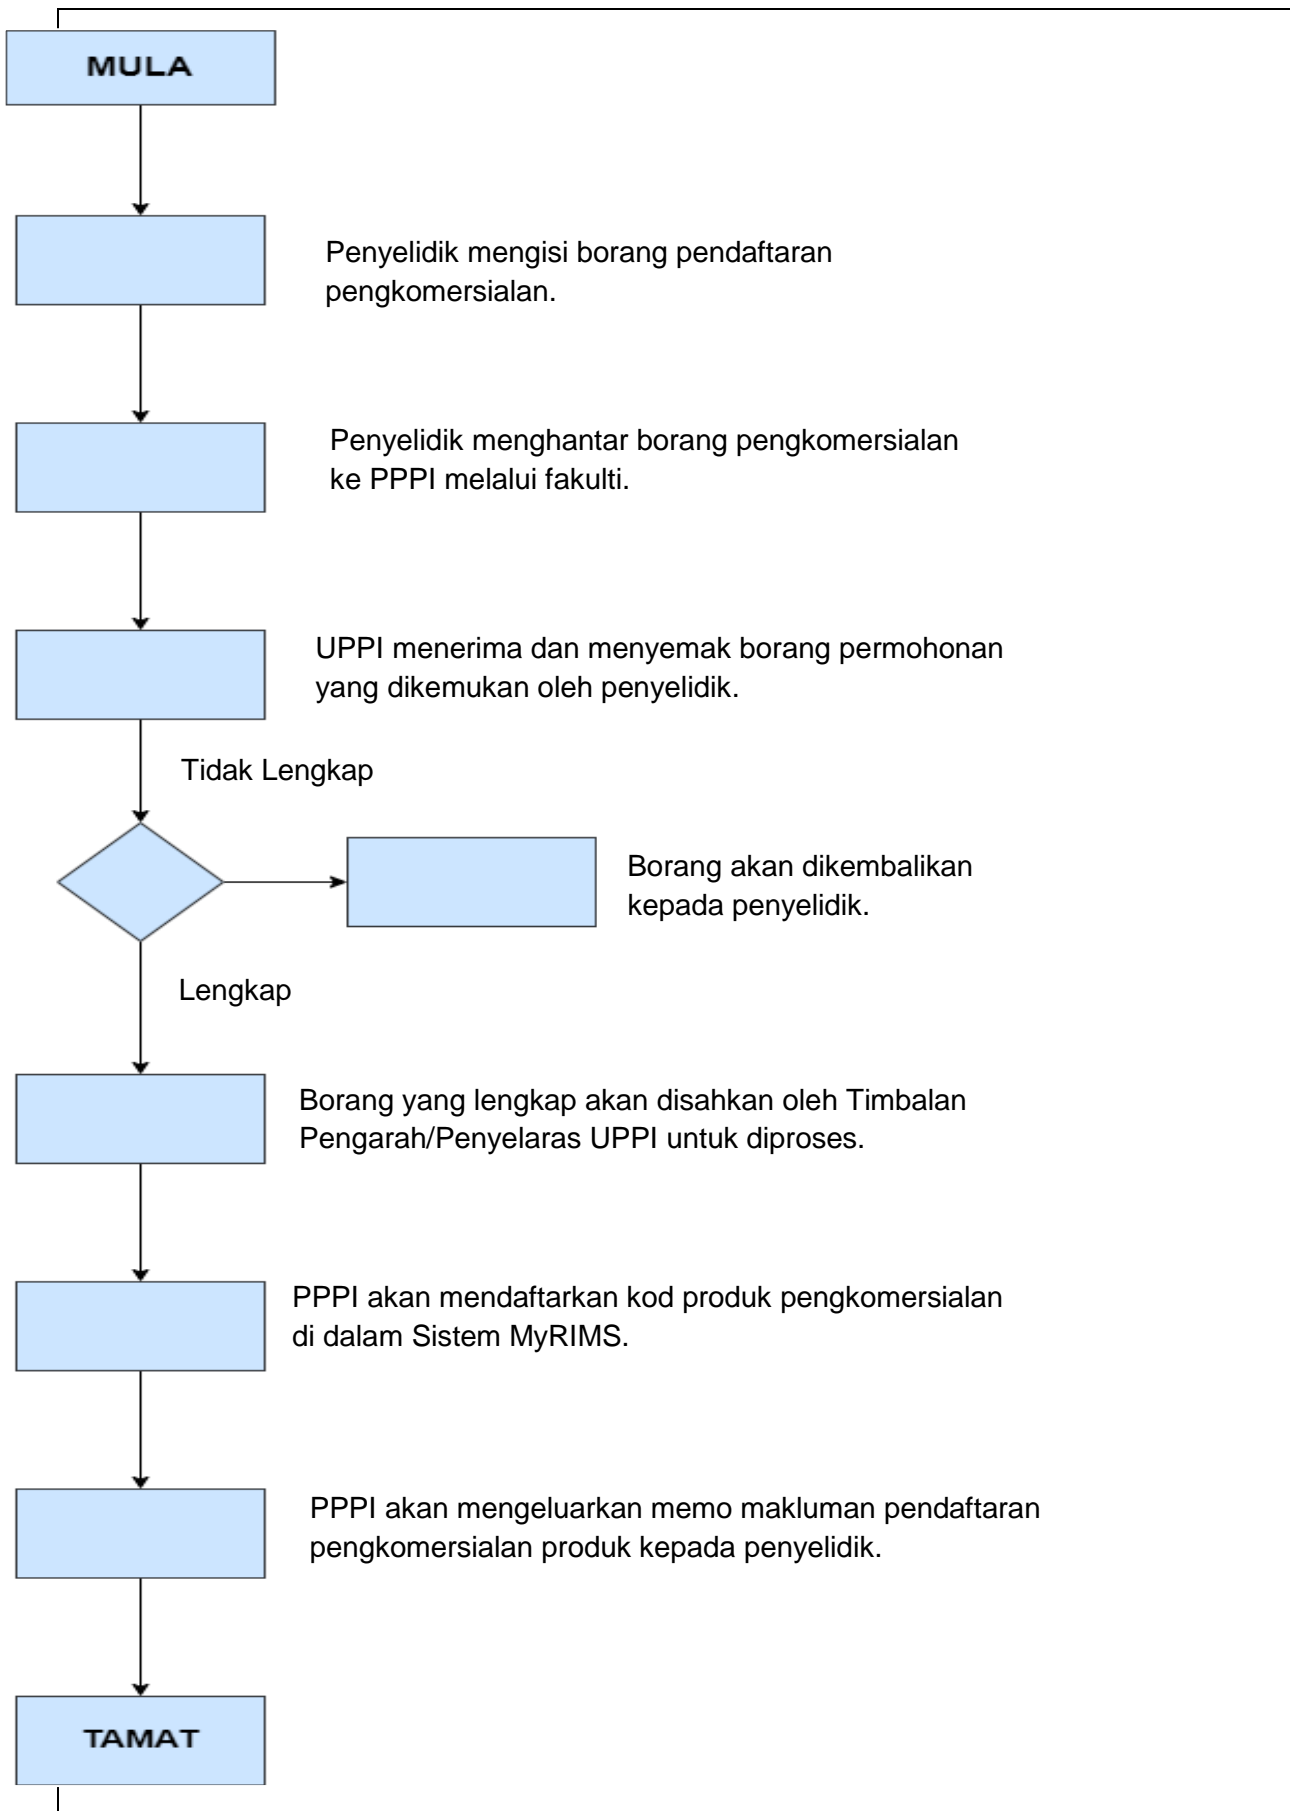 MULA
Penyelidik mengisi borang pendaftaran
pengkomersialan.
Penyelidik menghantar borang pengkomersialan
ke PPPI melalui fakulti.
UPPI menerima dan menyemak borang permohonan
yang dikemukan oleh penyelidik.
Tidak Lengkap
Borang akan dikembalikan
kepada penyelidik.
Lengkap
Borang yang lengkap akan disahkan oleh Timbalan
Pengarah/Penyelaras UPPI untuk diproses.
PPPI akan mendaftarkan kod produk pengkomersialan
di dalam Sistem MyRIMS.
PPPI akan mengeluarkan memo makluman pendaftaran
pengkomersialan produk kepada penyelidik.
TAMAT